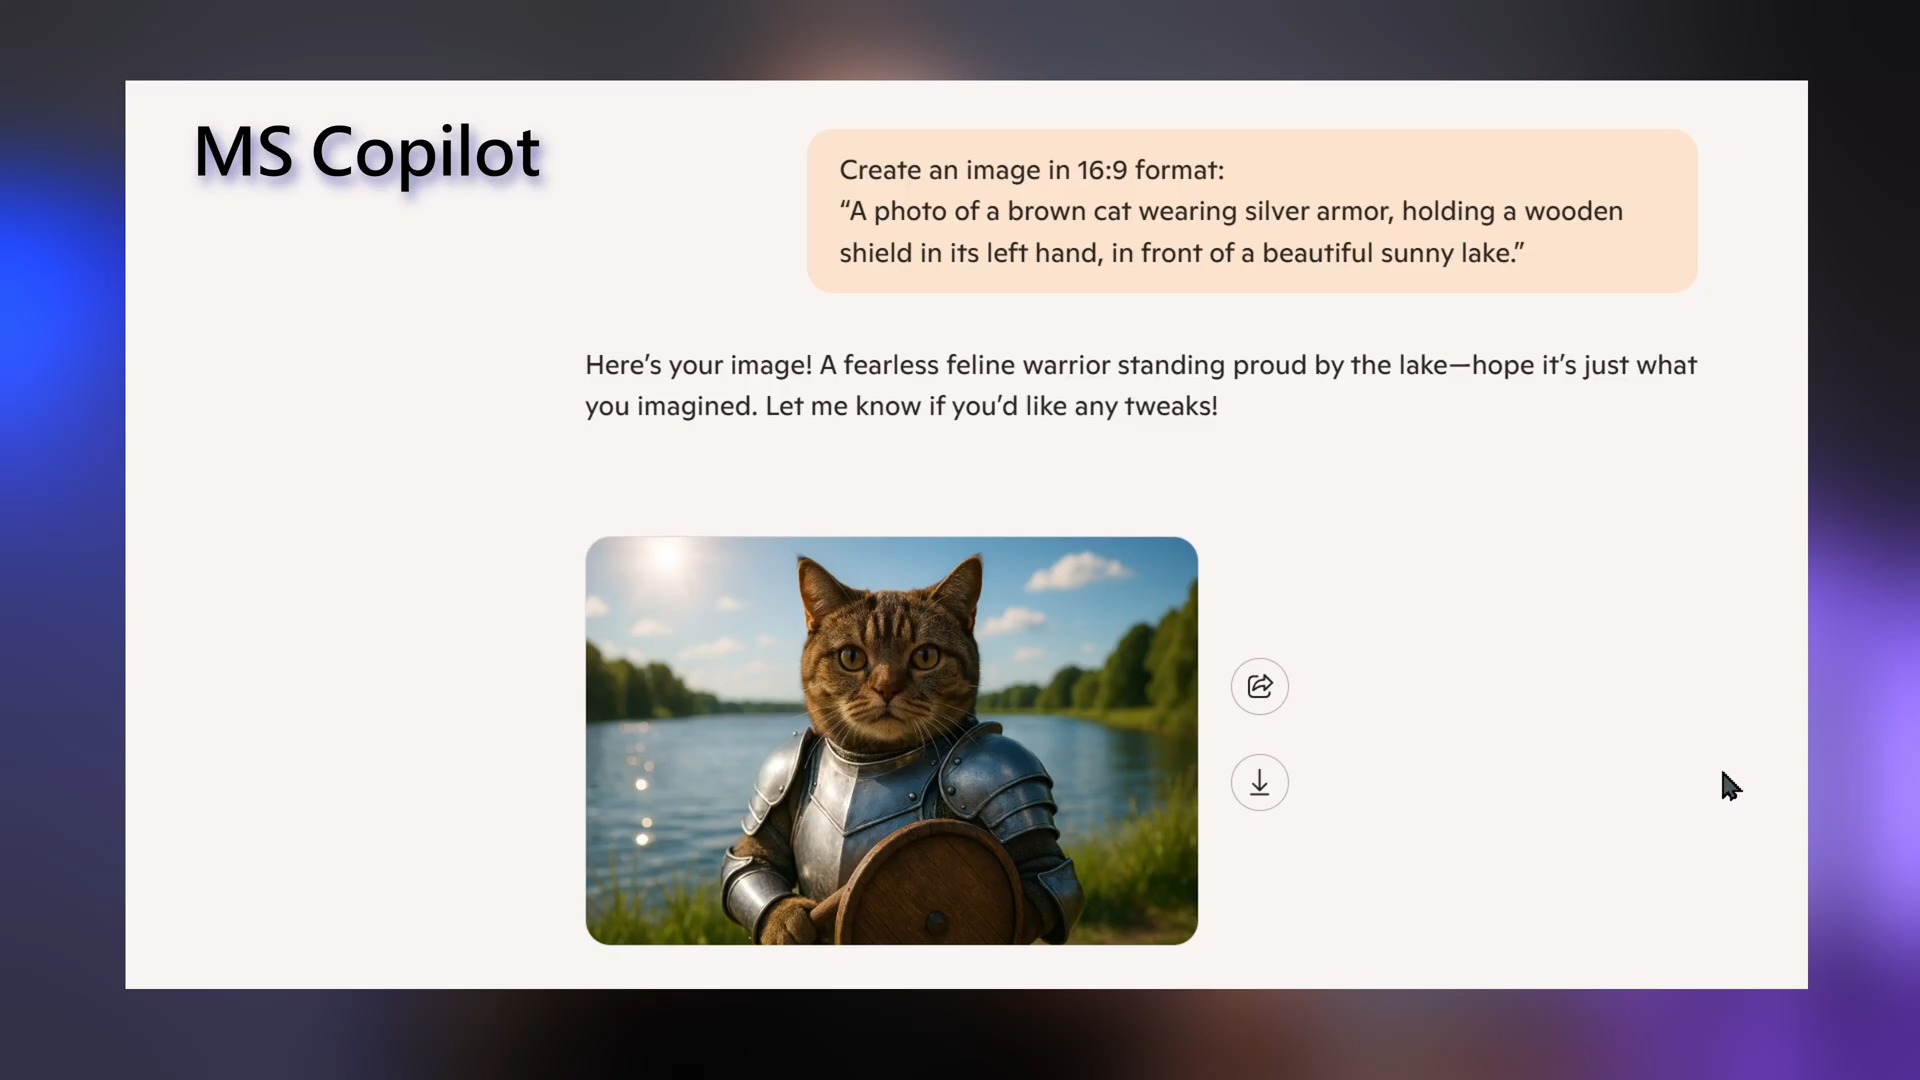 MS Copilot
Create an image in 16:9 format:
“A photo of a brown cat wearing silver armor, holding a wooden
shield in its left hand, in front of a beautiful sunny lake.”
Here’s your image! A fearless feline warrior standing proud by the lake—hope it’s just what
you imagined. Let me know if you’d like any tweaks!